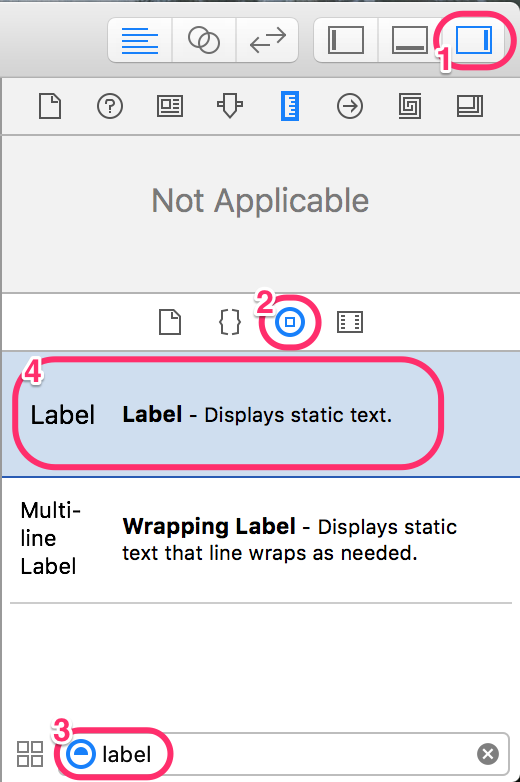 1
Not Applicable
2
4
Label
Label - Displays static text.
Multi-
line
Label
Wrapping Label - Displays static
text that line wraps as needed.
3
label